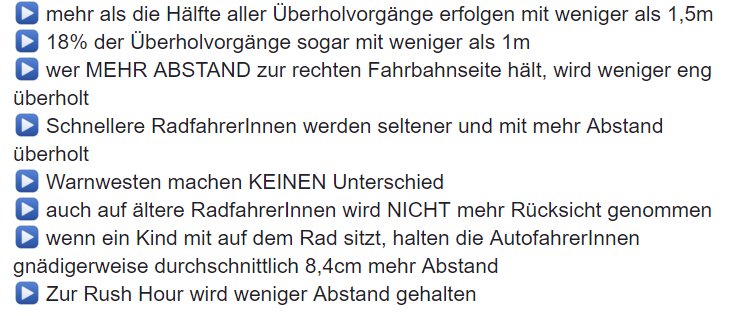 ▶ mehr als die Hälfte aller Überholvorgänge erfolgen mit weniger als 1,5m
▶ 18% der Überholvorgänge sogar mit weniger als 1m
▶ wer MEHR ABSTAND zur rechten Fahrbahnseite hält, wird weniger eng
überholt
▶ Schnellere RadfahrerInnen werden seltener und mit mehr Abstand
überholt
▶ Warnwesten machen KEINEN Unterschied
▶ auch auf ältere RadfahrerInnen wird NICHT mehr Rücksicht genommen
▶ wenn ein Kind mit auf dem Rad sitzt, halten die AutofahrerInnen
gnädigerweise durchschnittlich 8,4cm mehr Abstand
▶ Zur Rush Hour wird weniger Abstand gehalten